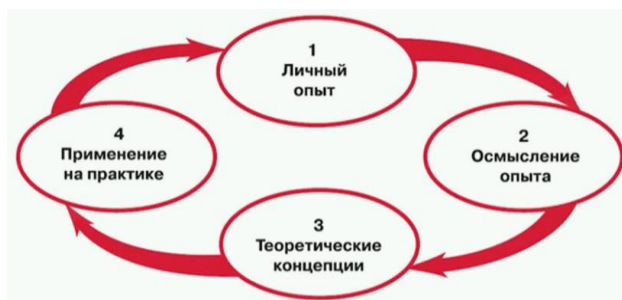 1
Личный
опыт
2
Осмысление
опыта
3
Теоретические
концепции
4
Применение
на практике